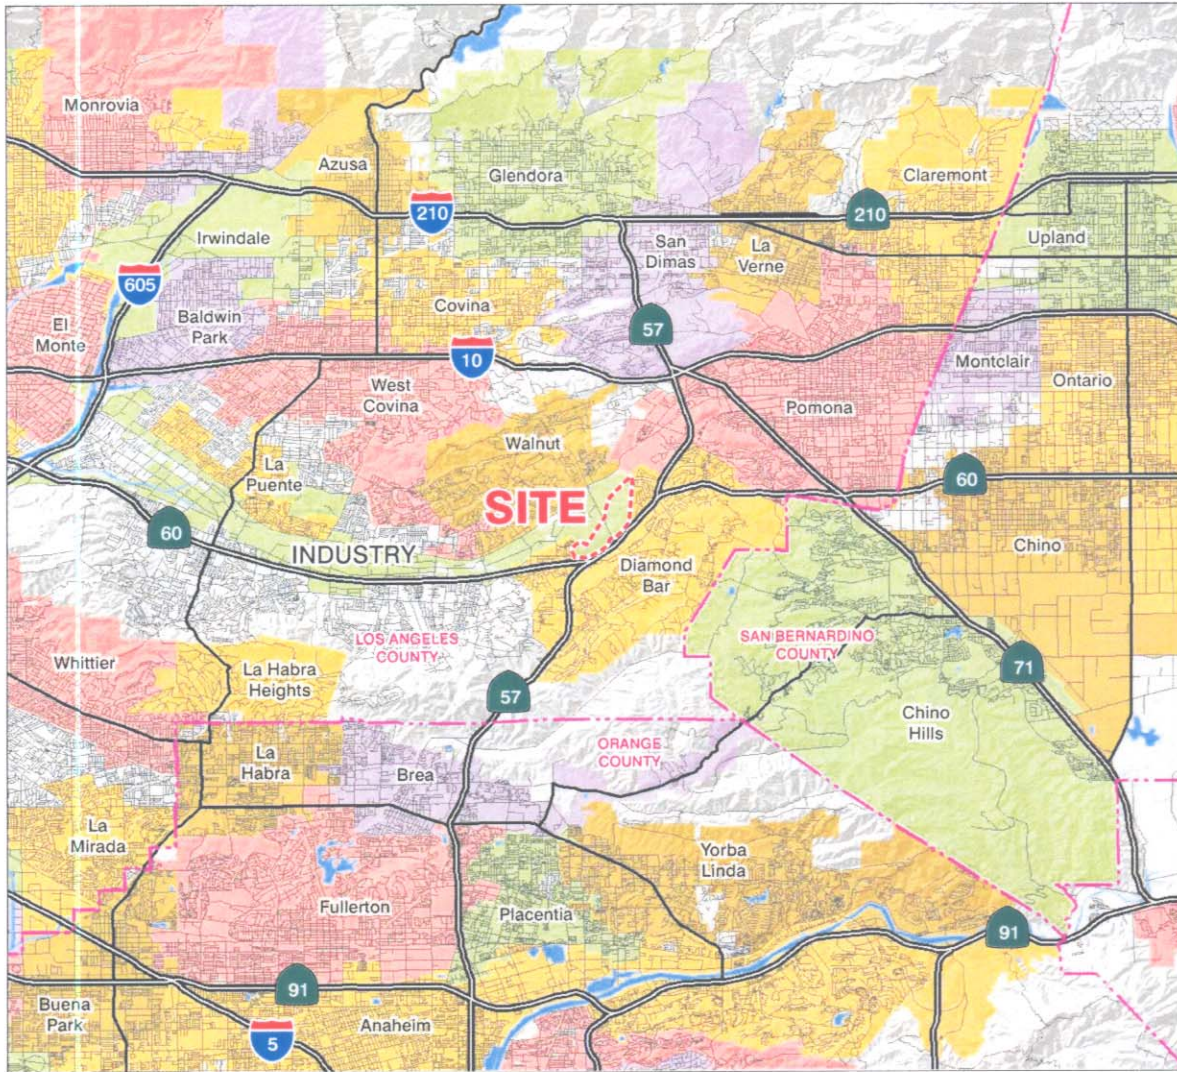 Monrovia
Azusa
Glendora
Claremont
210
210
Irwindale
San
Dimas
La
Verne
Upland
605
Covina
Baldwin
Park
57
El
Monte
10
Montclair
West
Covina
Ontario
Pomona
Walnut
La
Puente
60
SITE
60
INDUSTRY
Chino
Diamond
Bar
LOS ANGELES
COUNTY
SAN BERNARDINO
COUNTY
Whittier
La Habra
Heights
71
57
Chino
Hills
ORANGE
COUNTY
La
Habra
Brea
La
Mirada
Yorba
Linda
Fullerton
Placentia
91
91
Buena
Park
Anaheim
5